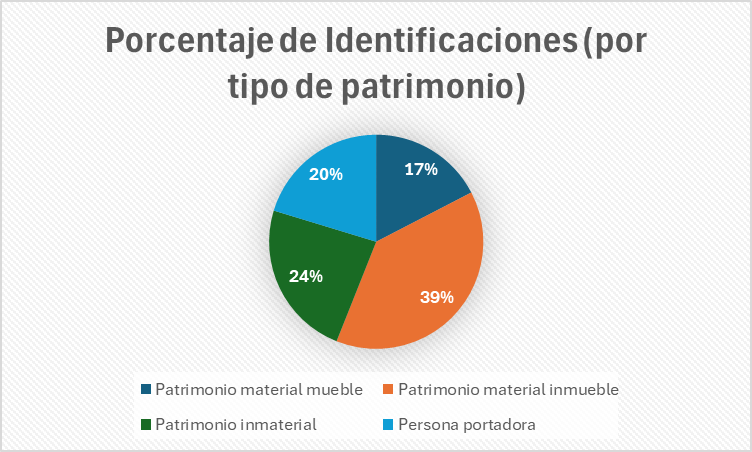 Porcentaje de Identificaciones (por
tipo de patrimonio)
20%
17%
24%
39%
Patrimonio material mueble
Patrimonio material inmueble
Patrimonio inmaterial
Persona portadora